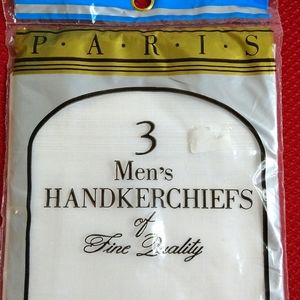 P·A·R·I·S
3
Men's
HANDKERCHIEFS
of
Fine Quality